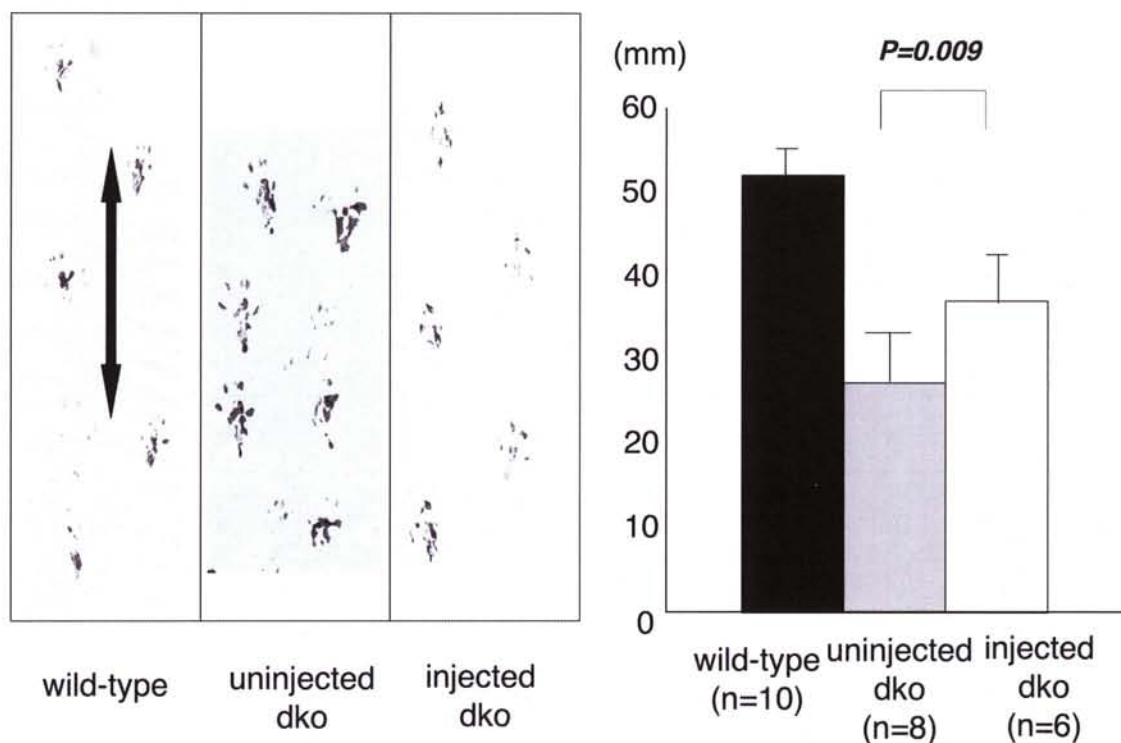 wild-type
uninjected
dko
injected
dko
(mm)
P=0.009
60
50
40
30
20
10
0
wild-type
(n=10)
uninjected
dko
(n=8)
injected
dko
(n=6)